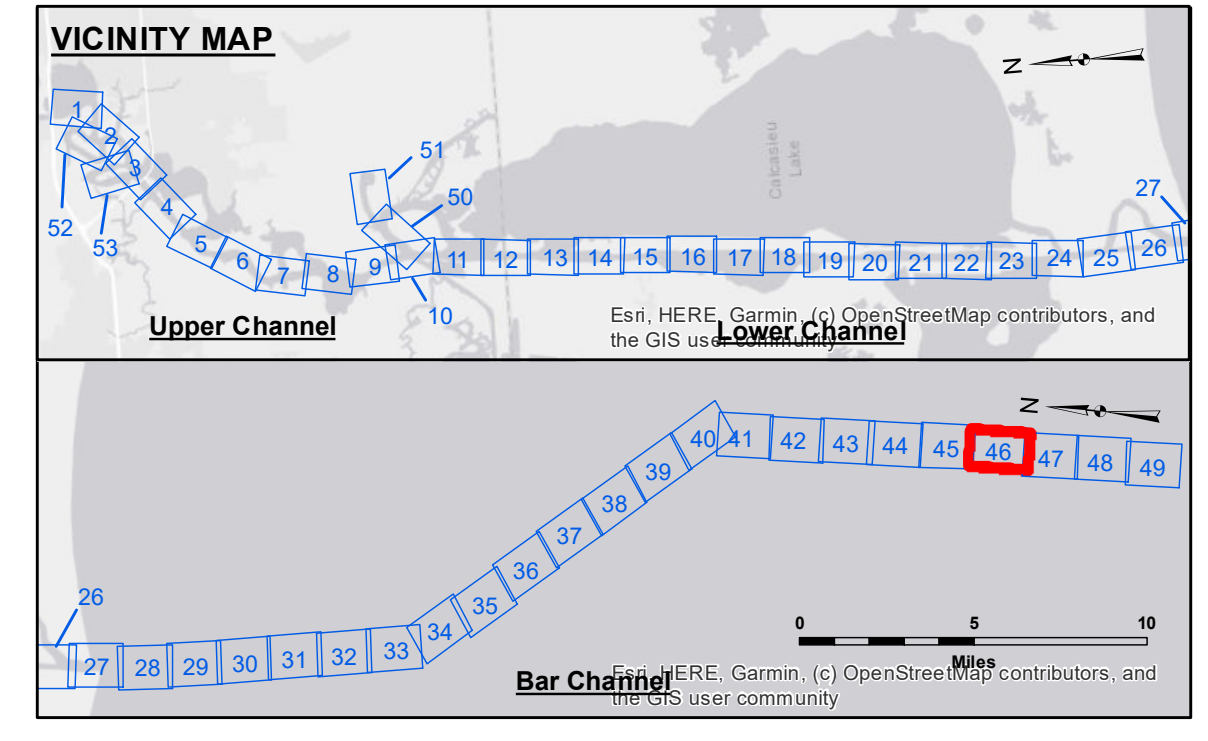 VICINITY MAP
N
1
2
3
4
5
6
7
8
9
10
11 12 13 14 15 16 17 18 19 20 21 22 23 24 25 26
27
50
51
52
53
Calcasieu
Lake
Upper Channel
Lower Channel
Esri, HERE, Garmin, (c) OpenStreetMap contributors, and
the GIS user community
N
26
27 28 29 30 31 32 33 34 35 36 37 38 39 40 41 42 43 44 45 46 47 48 49
0 5 10
Miles
Bar Channel
Esri, HERE, Garmin, (c) OpenStreetMap contributors, and
the GIS user community